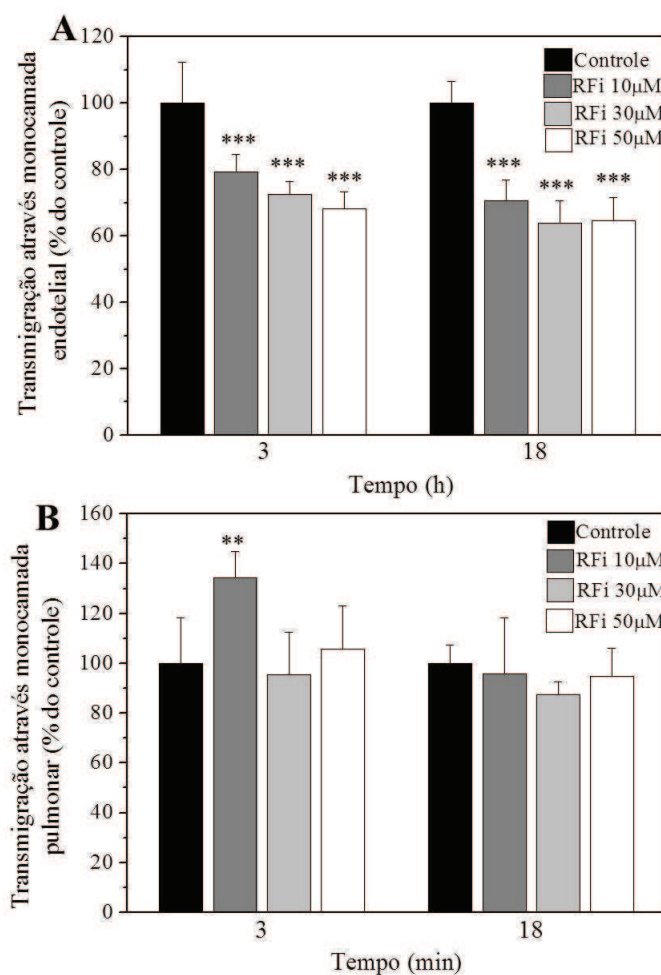 A
Transmigração através monocamada
endotelial (% do controle)
120
100
80
60
40
20
0
Controle
RFi 10µM
RFi 30µM
RFi 50µM
***
***
***
***
***
***
3
18
Tempo (h)
B
Transmigração através monocamada
pulmonar (% do controle)
160
140
120
100
80
60
40
20
0
Controle
RFi 10µM
RFi 30µM
RFi 50µM
**
3
18
Tempo (min)